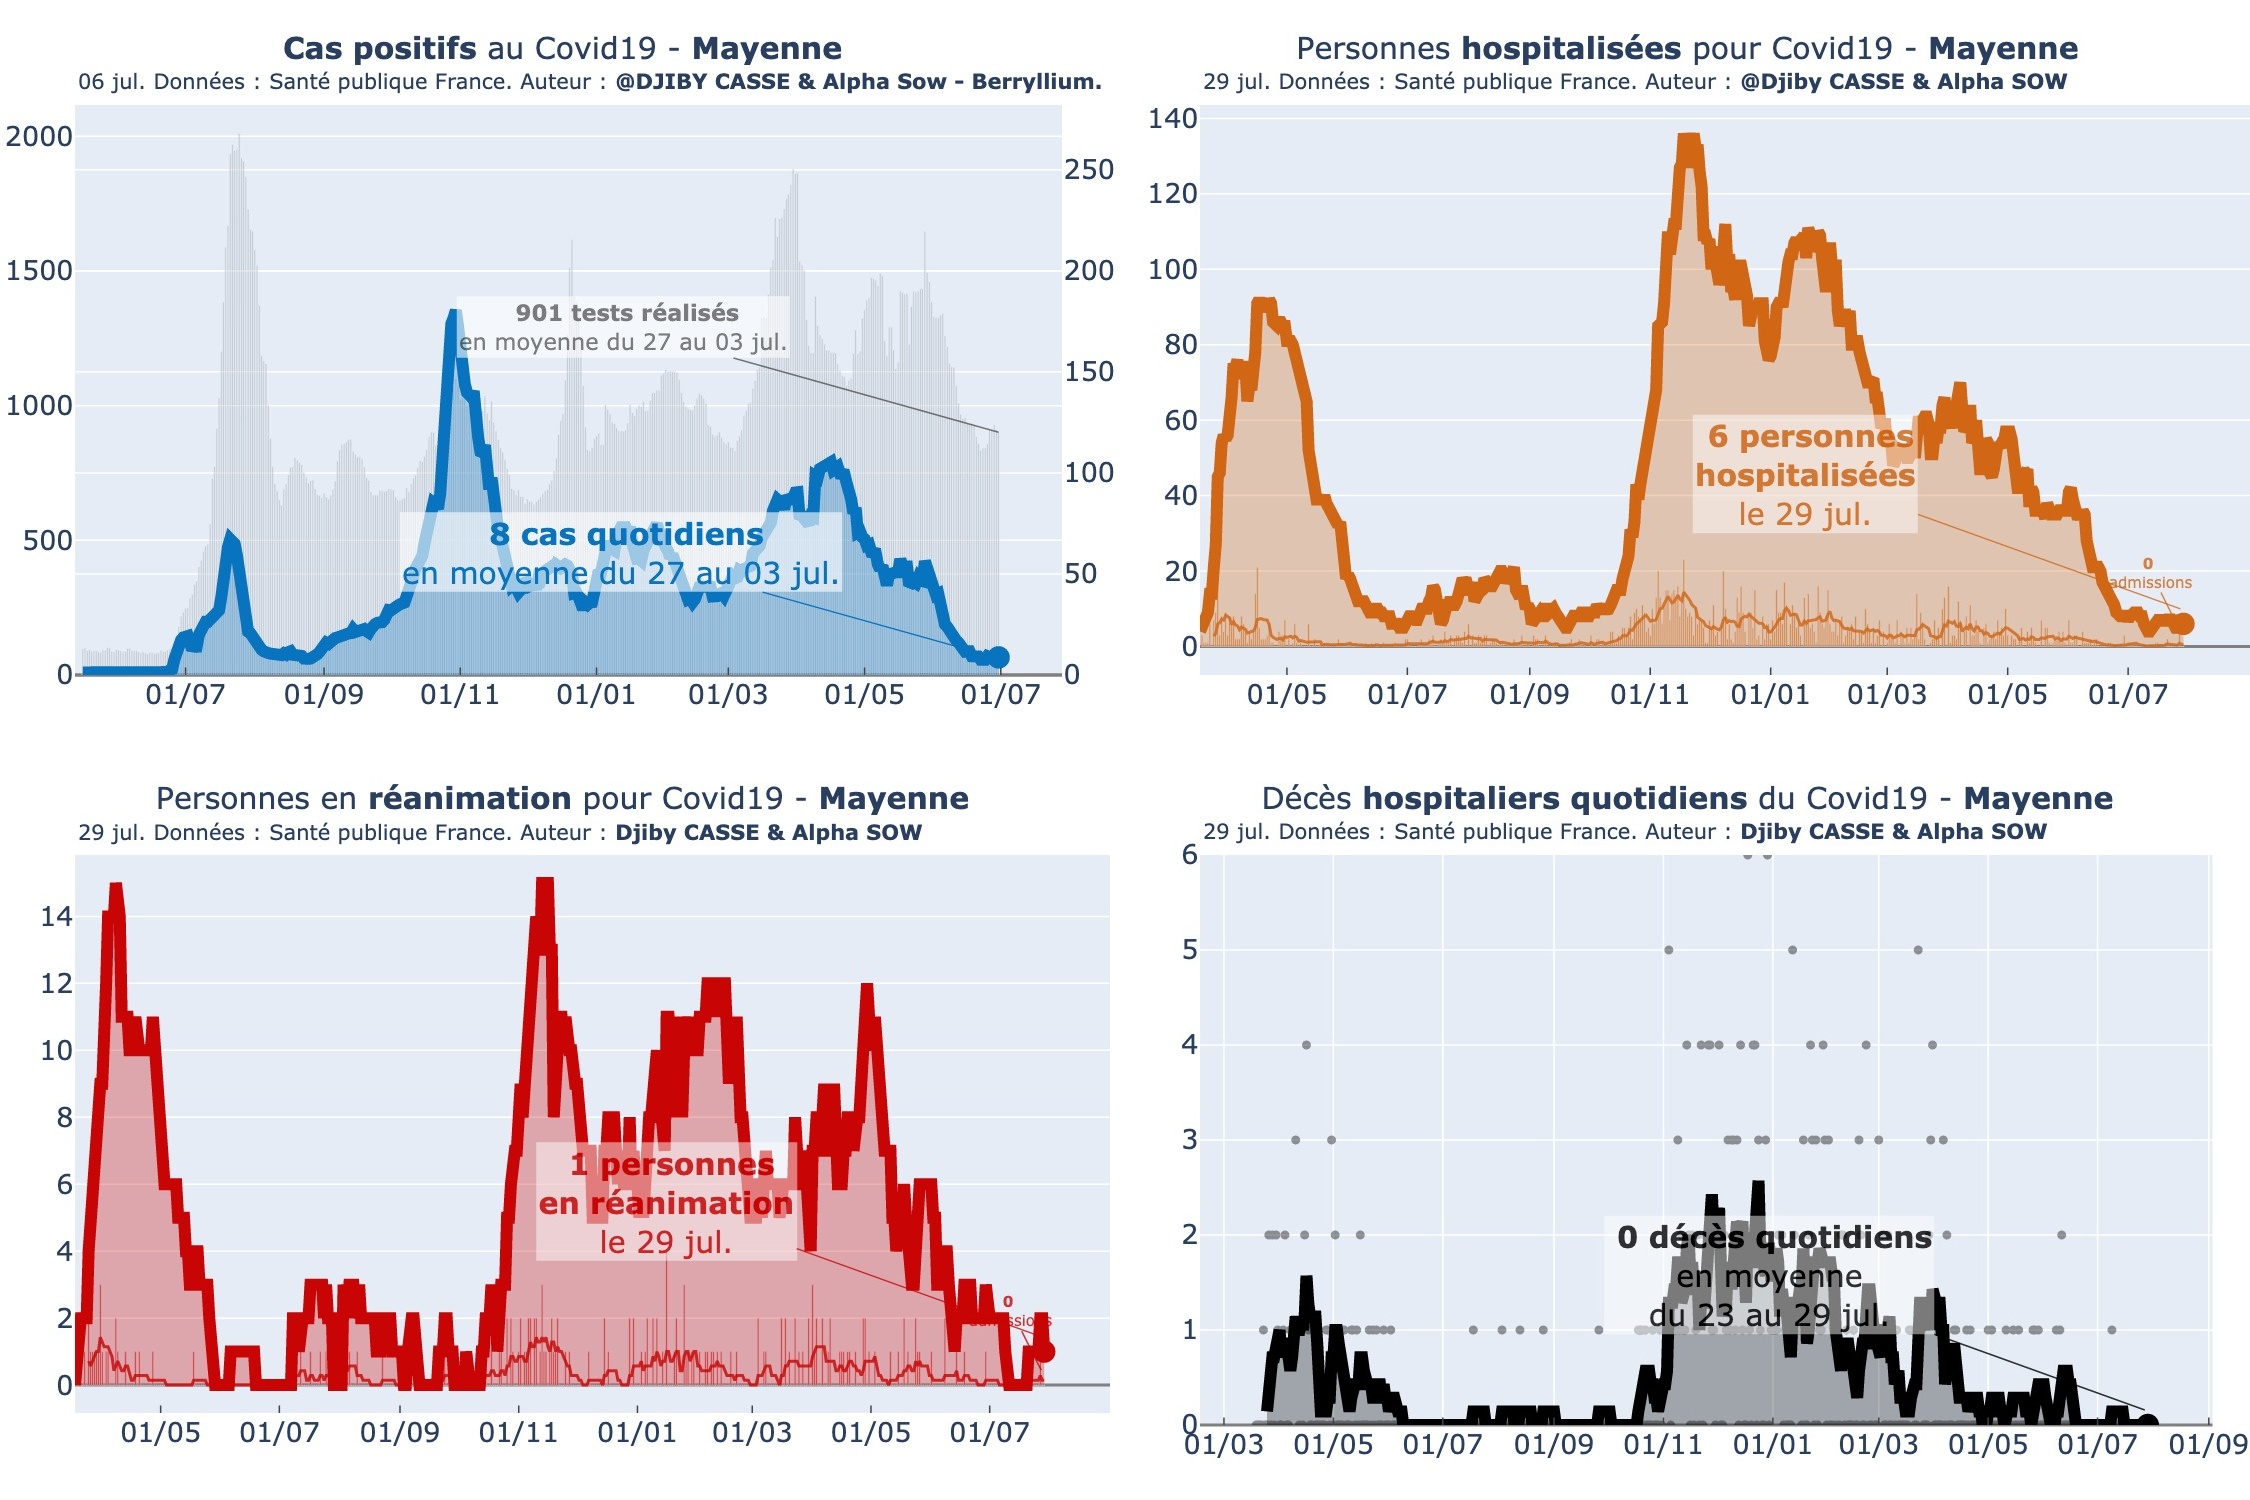 Cas positifs au Covid19 - Mayenne
06 jul. Données : Santé publique France. Auteur : @DJIBY CASSE & Alpha Sow - Berryllium.
2000
1500
1000
500
0
250
200
150
100
50
0
901 tests réalisés
en moyenne du 27 au 03 jul.
8 cas quotidiens
en moyenne du 27 au 03 jul.
01/07 01/09 01/11 01/01 01/03 01/05 01/07
Personnes hospitalisées pour Covid19 - Mayenne
29 jul. Données : Santé publique France. Auteur : @Djiby CASSE & Alpha SOW
140
120
100
80
60
40
20
0
6 personnes
hospitalisées
le 29 jul.
0
admissions
01/05 01/07 01/09 01/11 01/01 01/03 01/05 01/07
Personnes en réanimation pour Covid19 - Mayenne
29 jul. Données : Santé publique France. Auteur : Djiby CASSE & Alpha SOW
14
12
10
8
6
4
2
0
1 personnes
en réanimation
le 29 jul.
0
admissions
01/05 01/07 01/09 01/11 01/01 01/03 01/05 01/07
Décès hospitaliers quotidiens du Covid19 - Mayenne
29 jul. Données : Santé publique France. Auteur : Djiby CASSE & Alpha SOW
6
5
4
3
2
1
0
0 décès quotidiens
en moyenne
du 23 au 29 jul.
01/03 01/05 01/07 01/09 01/11 01/01 01/03 01/05 01/07 01/09